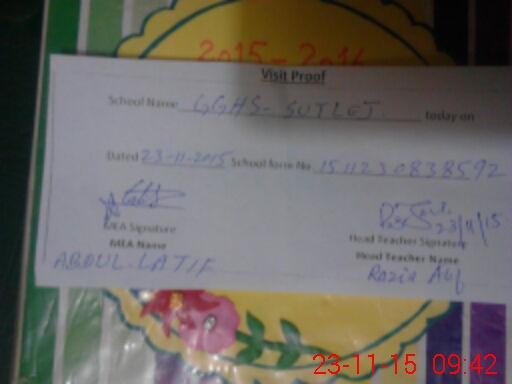 2015-2016
Visit Proof
School Name GGHS-SUTLEJ today on
Dated 23-11-2015 School form No. 151123083859 2
23/11/15
MEA Signature Head Teacher Signature
MEA Name Head Teacher Name
ABDUL.LATIF Razia
23-11-15 09:42